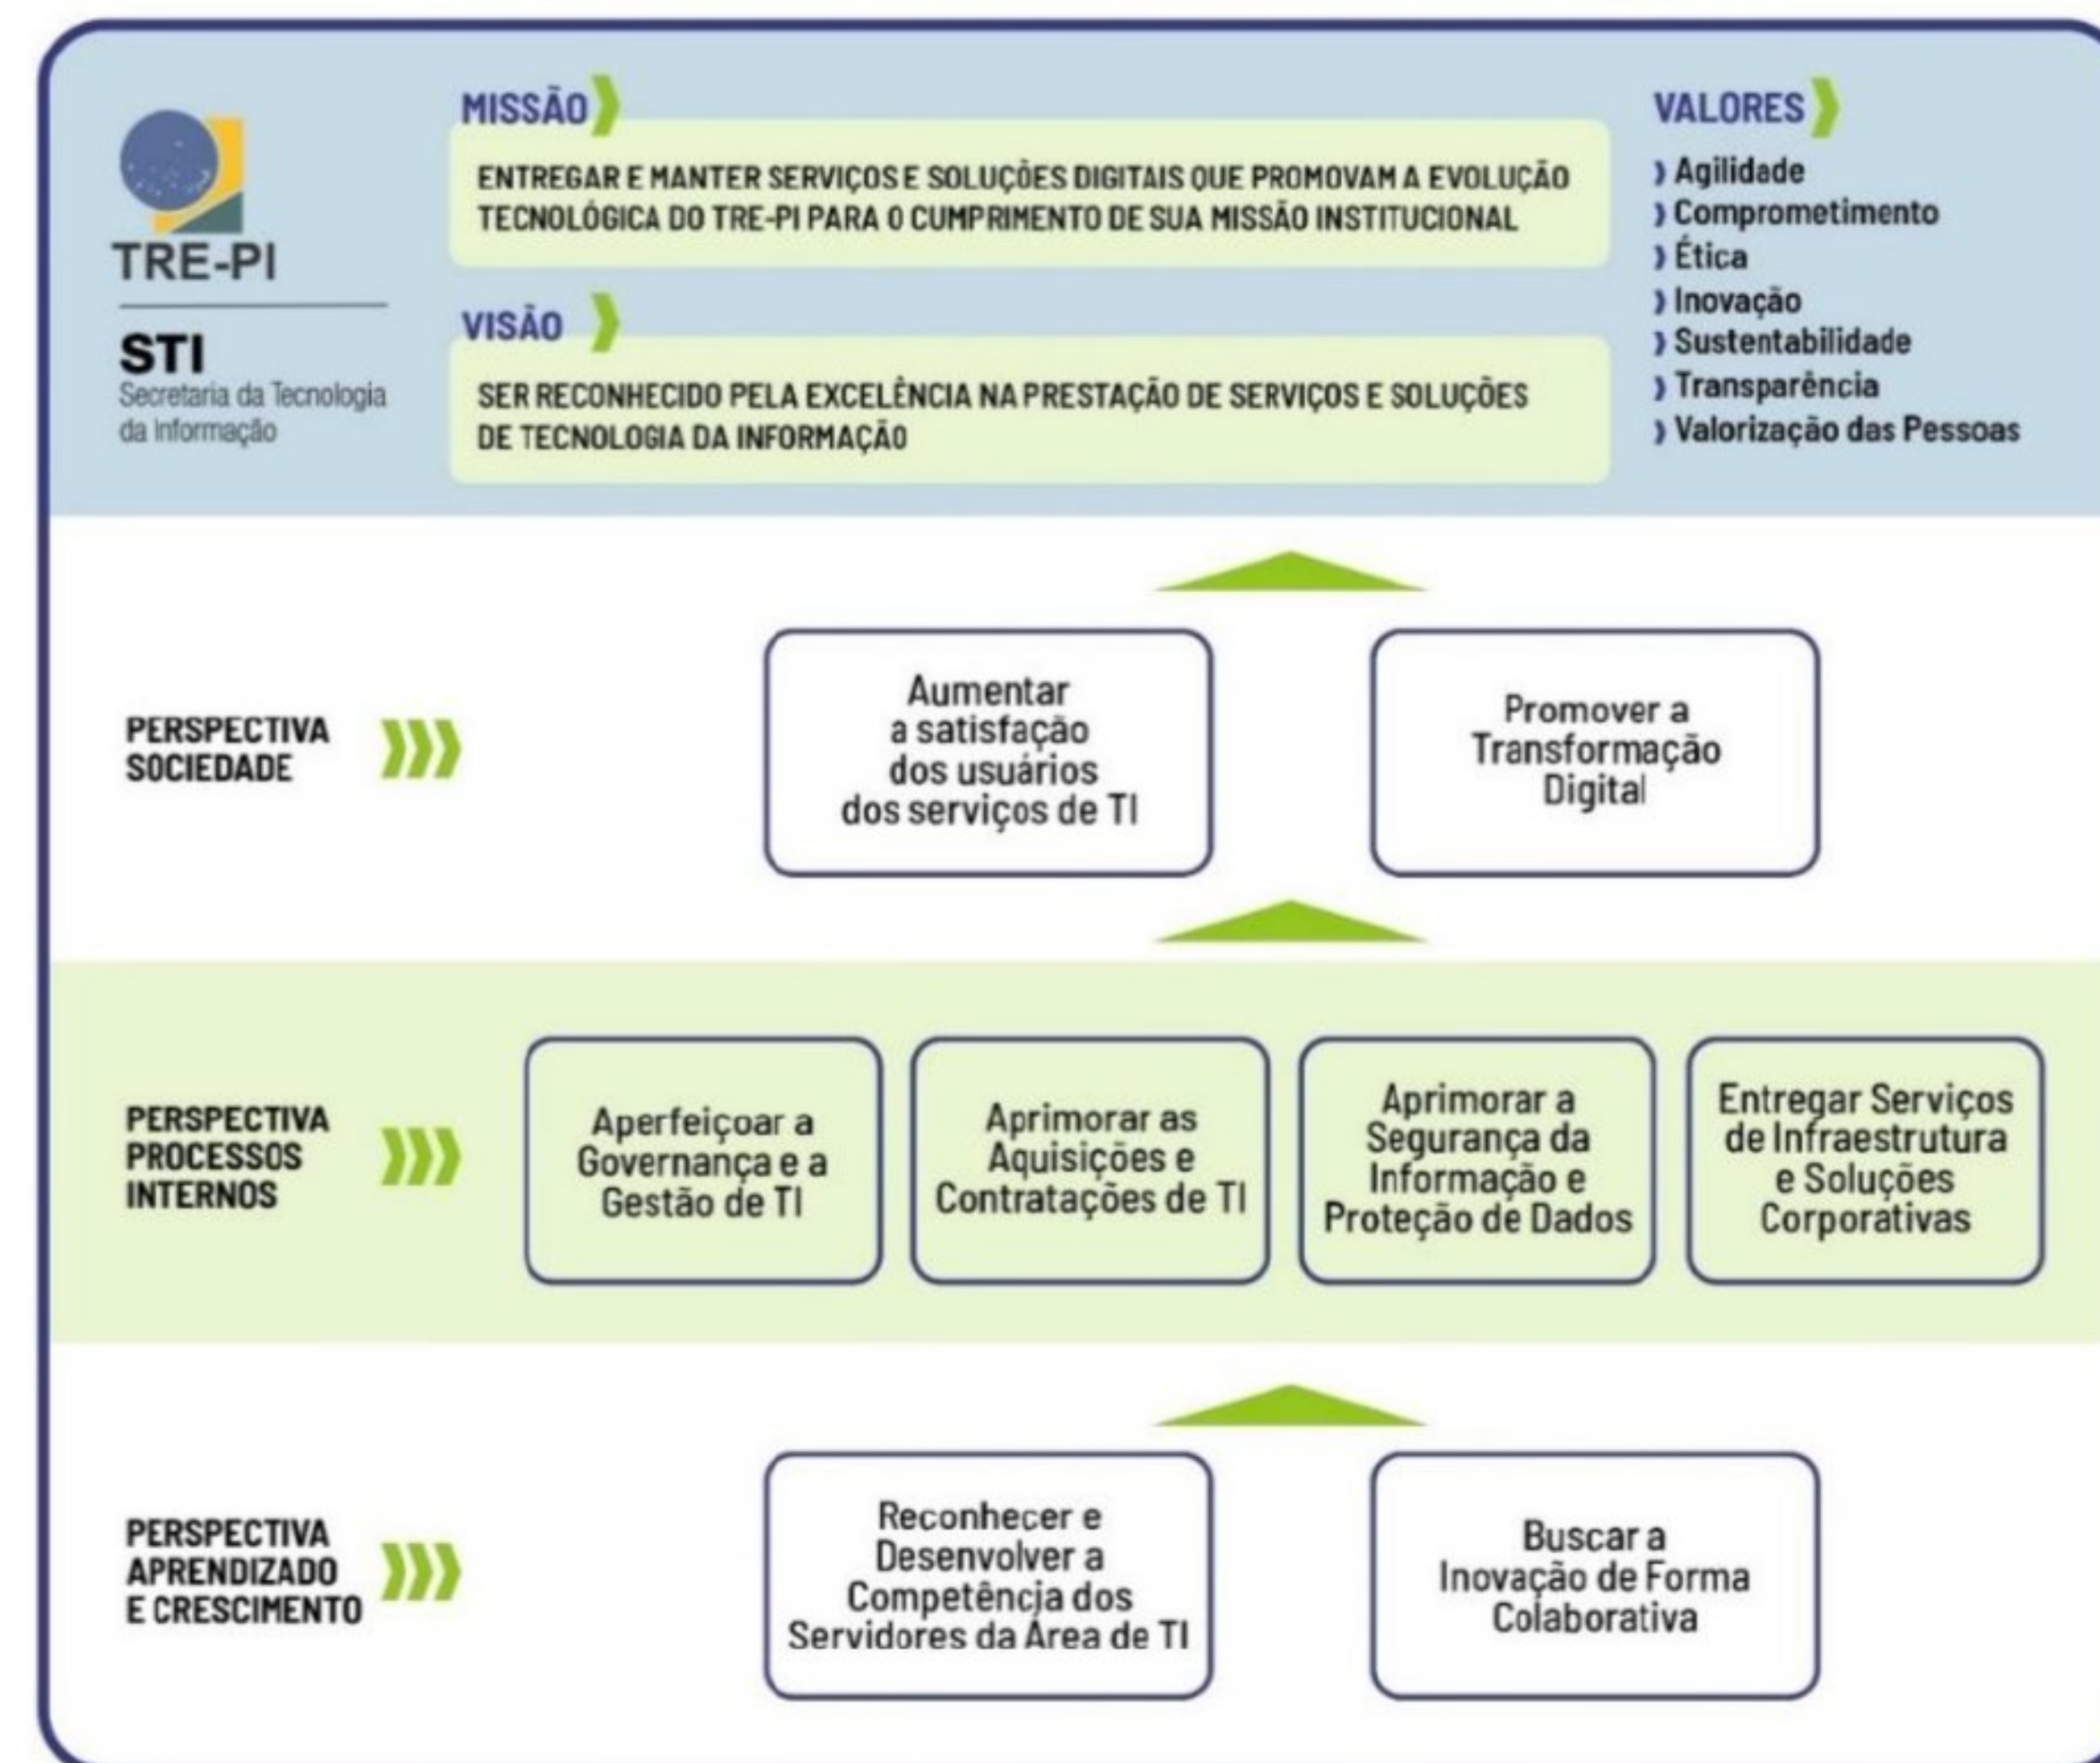 TRE-PI
STI
Secretaria da Tecnologia
da Informação
MISSÃO
ENTREGAR E MANTER SERVIÇOS E SOLUÇÕES DIGITAIS QUE PROMOVAM A EVOLUÇÃO
TECNOLÓGICA DO TRE-PI PARA O CUMPRIMENTO DE SUA MISSÃO INSTITUCIONAL
VISÃO
SER RECONHECIDO PELA EXCELÊNCIA NA PRESTAÇÃO DE SERVIÇOS E SOLUÇÕES
DE TECNOLOGIA DA INFORMAÇÃO
VALORES
Agilidade
Comprometimento
Ética
Inovação
Sustentabilidade
Transparência
Valorização das Pessoas
PERSPECTIVA
SOCIEDADE
Aumentar
a satisfação
dos usuários
dos serviços de TI
Promover a
Transformação
Digital
PERSPECTIVA
PROCESSOS
INTERNOS
Aperfeiçoar a
Governança e a
Gestão de TI
Aprimorar as
Aquisições e
Contratações de TI
Aprimorar a
Segurança da
Informação e
Proteção de Dados
Entregar Serviços
de Infraestrutura
e Soluções
Corporativas
PERSPECTIVA
APRENDIZADO
E CRESCIMENTO
Reconhecer e
Desenvolver a
Competência dos
Servidores da Área de TI
Buscar a
Inovação de Forma
Colaborativa